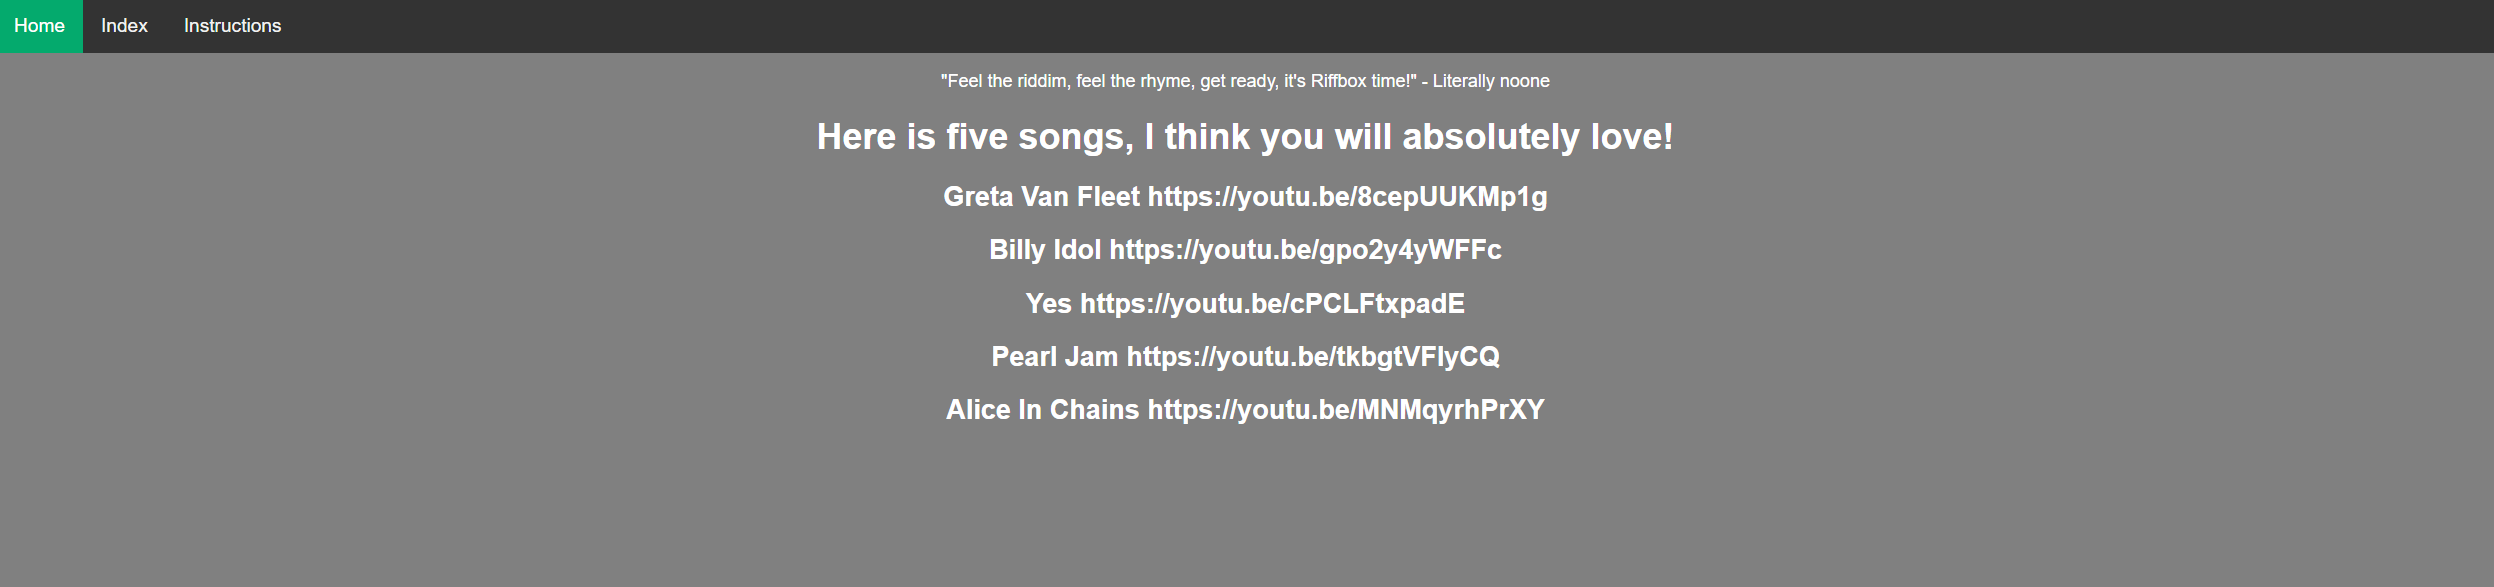 Home Index Instructions
"Feel the riddim, feel the rhyme, get ready, it's Riffbox time!" - Literally noone
Here is five songs, I think you will absolutely love!
Greta Van Fleet https://youtu.be/8cepUUKMp1g
Billy Idol https://youtu.be/gpo2y4yWFFc
Yes https://youtu.be/cPCLFtxpadE
Pearl Jam https://youtu.be/tkbgtVFlyCQ
Alice In Chains https://youtu.be/MNMqyrhPrXY